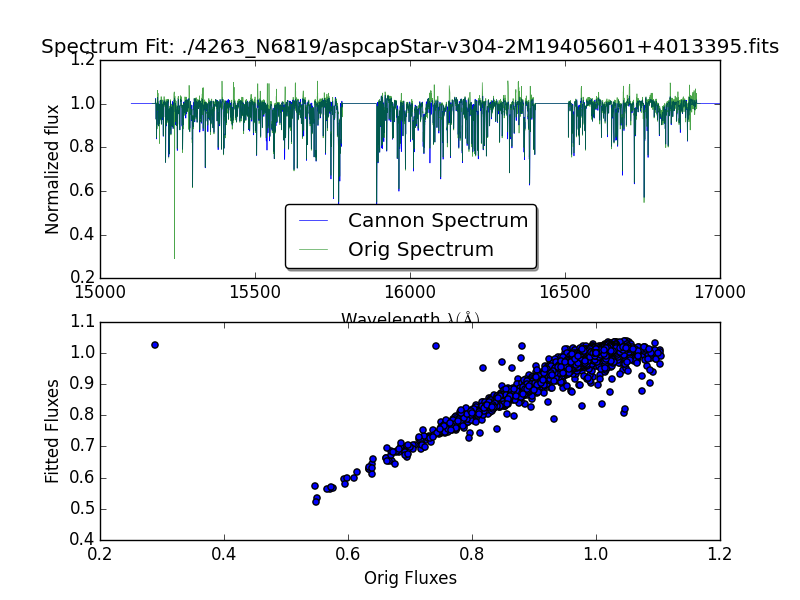 Spectrum Fit: ./4263_N6819/aspcapStar-v304-2M19405601+4013395.fits
1.2
1.0
0.8
0.6
0.4
0.2
Normalized flux
Cannon Spectrum
Orig Spectrum
15000 15500 16000 16500 17000
Wavelength λ(Å)
1.1
1.0
0.9
0.8
0.7
0.6
0.5
0.4
Fitted Fluxes
0.2 0.4 0.6 0.8 1.0 1.2
Orig Fluxes